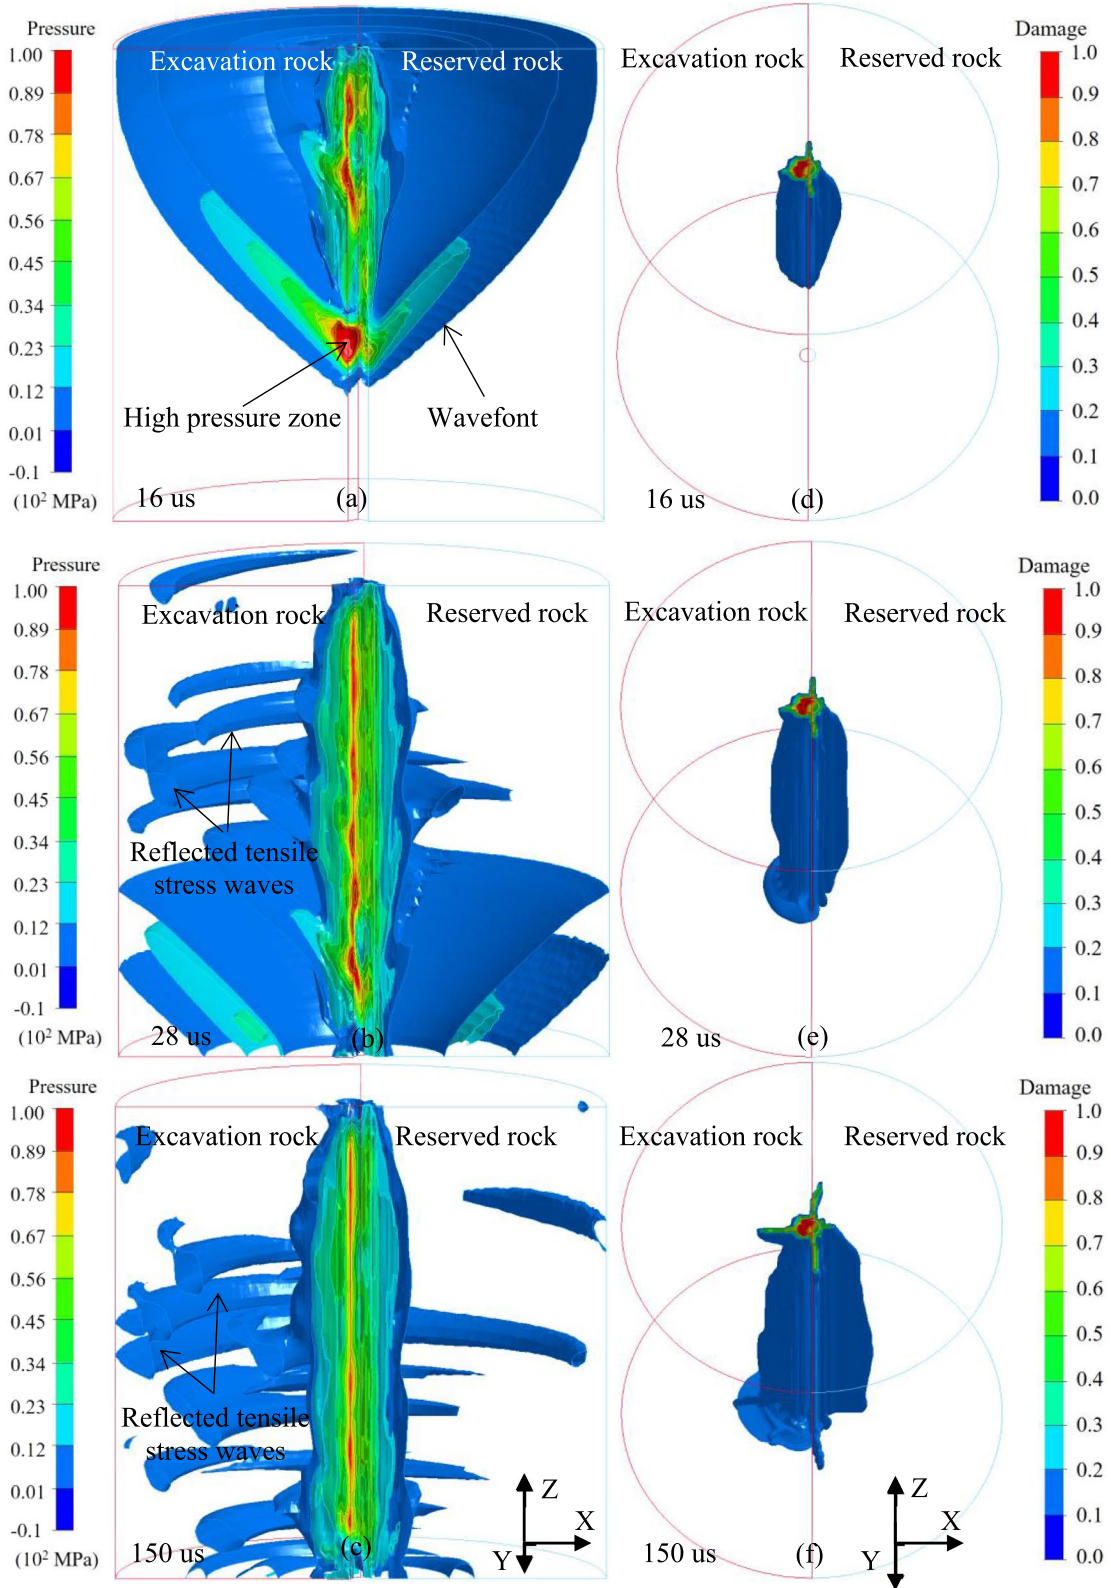 Pressure
1.00
0.89
0.78
0.67
0.56
0.45
0.34
0.23
0.12
0.01
-0.1
(10² MPa)
Excavation rock
Reserved rock
High pressure zone
Wavefont
16 us
(a)
Excavation rock
Reserved rock
16 us
(d)
Damage
1.0
0.9
0.8
0.7
0.6
0.5
0.4
0.3
0.2
0.1
0.0
Pressure
1.00
0.89
0.78
0.67
0.56
0.45
0.34
0.23
0.12
0.01
-0.1
(10² MPa)
Excavation rock
Reserved rock
Reflected tensile
stress waves
28 us
(b)
Excavation rock
Reserved rock
28 us
(e)
Damage
1.0
0.9
0.8
0.7
0.6
0.5
0.4
0.3
0.2
0.1
0.0
Pressure
1.00
0.89
0.78
0.67
0.56
0.45
0.34
0.23
0.12
0.01
-0.1
(10² MPa)
Excavation rock
Reserved rock
Reflected tensile
stress waves
150 us
(c)
Z
X
Y
Excavation rock
Reserved rock
150 us
(f)
Z
X
Y
Damage
1.0
0.9
0.8
0.7
0.6
0.5
0.4
0.3
0.2
0.1
0.0